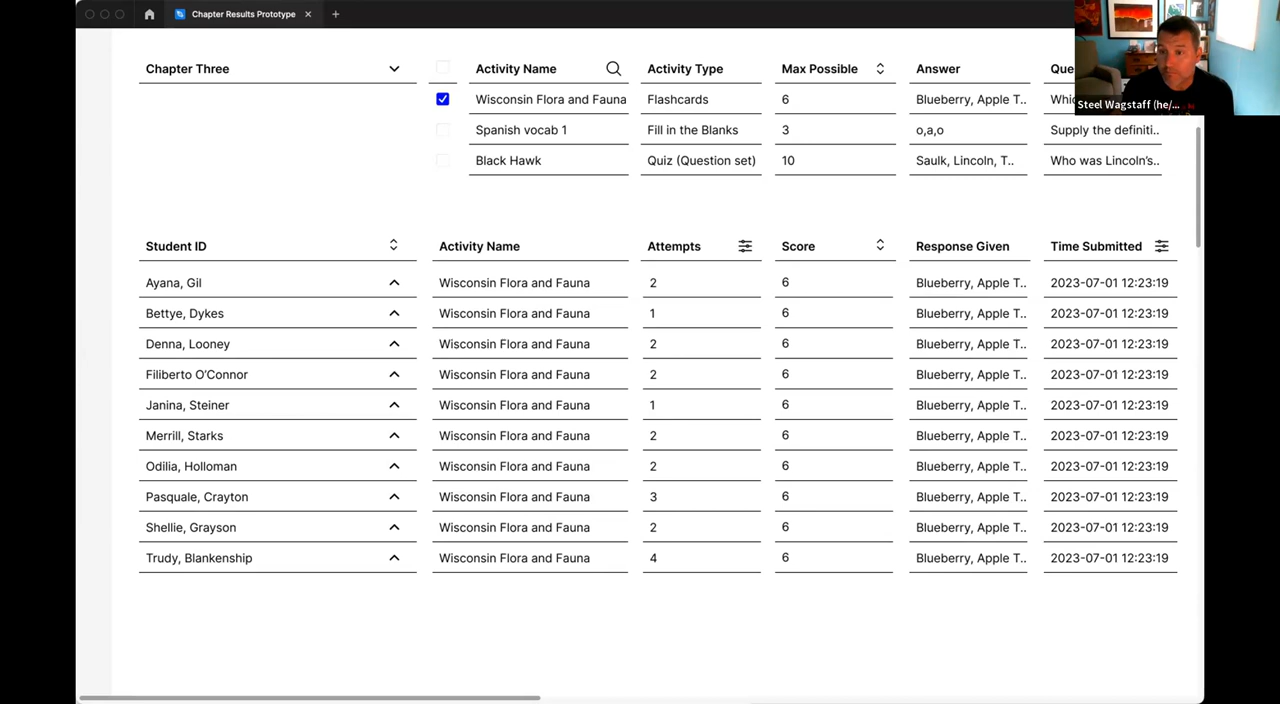 Chapter Results Prototype
Chapter Three Activity Name Activity Type Max Possible Answer
Steel Wagstaff (he/...
Wisconsin Flora and Fauna Flashcards 6 Blueberry, Apple T..
Spanish vocab 1 Fill in the Blanks 3 o,a,o Supply the definiti..
Black Hawk Quiz (Question set) 10 Saulk, Lincoln, T.. Who was Lincoln's..
Student ID Activity Name Attempts Score Response Given Time Submitted
Ayana, Gil Wisconsin Flora and Fauna 2 6 Blueberry, Apple T.. 2023-07-01 12:23:19
Bettye, Dykes Wisconsin Flora and Fauna 1 6 Blueberry, Apple T.. 2023-07-01 12:23:19
Denna, Looney Wisconsin Flora and Fauna 2 6 Blueberry, Apple T.. 2023-07-01 12:23:19
Filiberto O'Connor Wisconsin Flora and Fauna 2 6 Blueberry, Apple T.. 2023-07-01 12:23:19
Janina, Steiner Wisconsin Flora and Fauna 1 6 Blueberry, Apple T.. 2023-07-01 12:23:19
Merrill, Starks Wisconsin Flora and Fauna 2 6 Blueberry, Apple T.. 2023-07-01 12:23:19
Odilia, Holloman Wisconsin Flora and Fauna 2 6 Blueberry, Apple T.. 2023-07-01 12:23:19
Pasquale, Crayton Wisconsin Flora and Fauna 3 6 Blueberry, Apple T.. 2023-07-01 12:23:19
Shellie, Grayson Wisconsin Flora and Fauna 2 6 Blueberry, Apple T.. 2023-07-01 12:23:19
Trudy, Blankenship Wisconsin Flora and Fauna 4 6 Blueberry, Apple T.. 2023-07-01 12:23:19